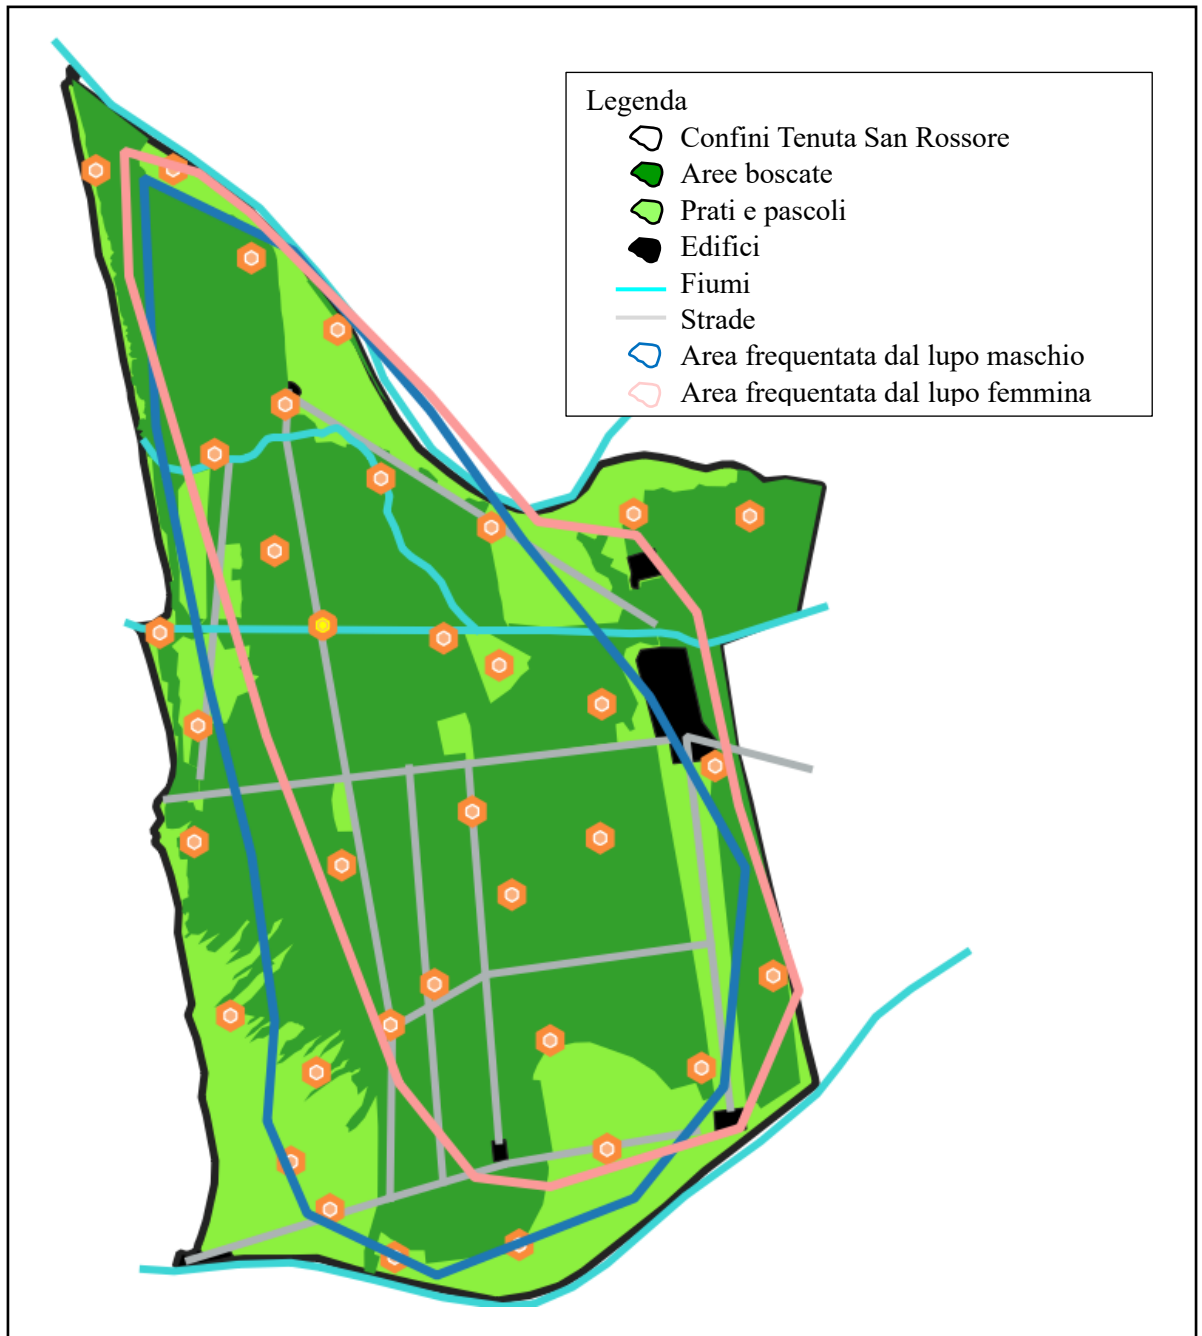 Legenda
Confini Tenuta San Rossore
Aree boscate
Prati e pascoli
Edifici
Fiumi
Strade
Area frequentata dal lupo maschio
Area frequentata dal lupo femmina